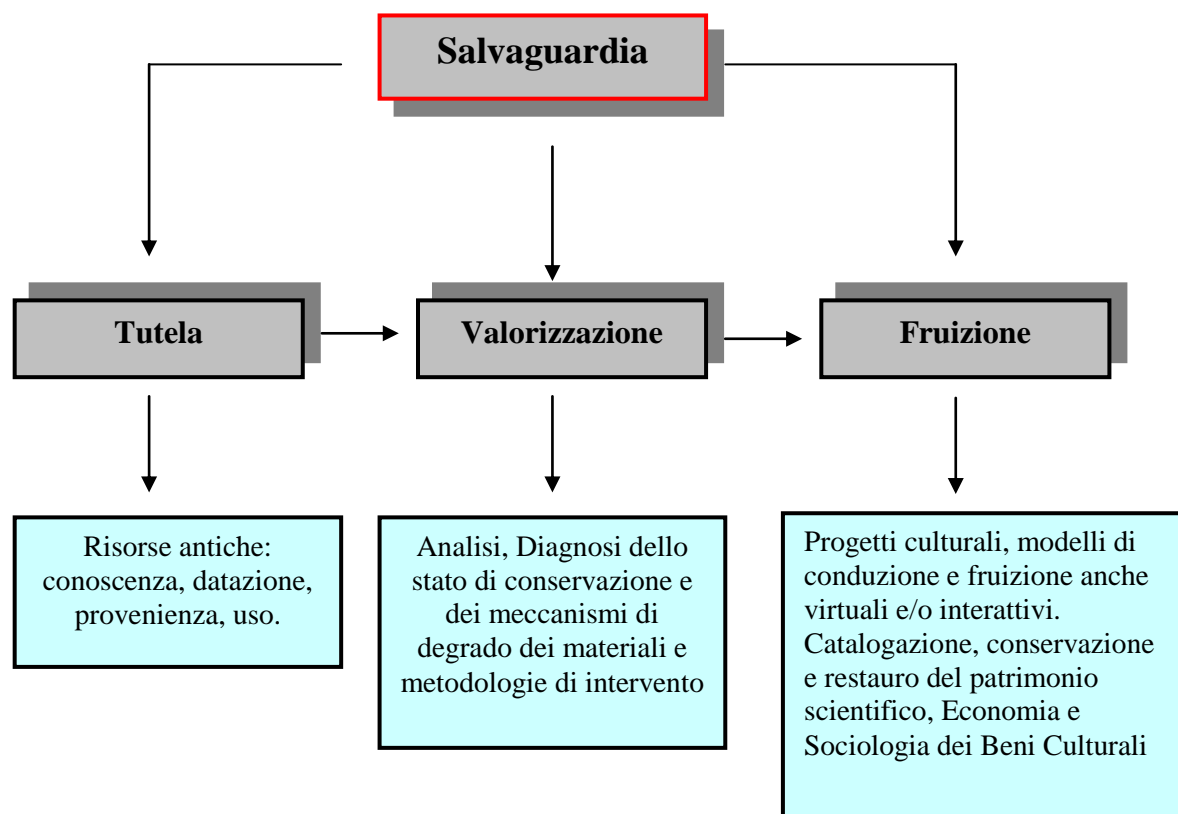 Salvaguardia
Tutela
Valorizzazione
Fruizione
Risorse antiche:
conoscenza, datazione,
provenienza, uso.
Analisi, Diagnosi dello
stato di conservazione e
dei meccanismi di
degrado dei materiali e
metodologie di intervento
Progetti culturali, modelli di
conduzione e fruizione anche
virtuali e/o interattivi.
Catalogazione, conservazione
e restauro del patrimonio
scientifico, Economia e
Sociologia dei Beni Culturali